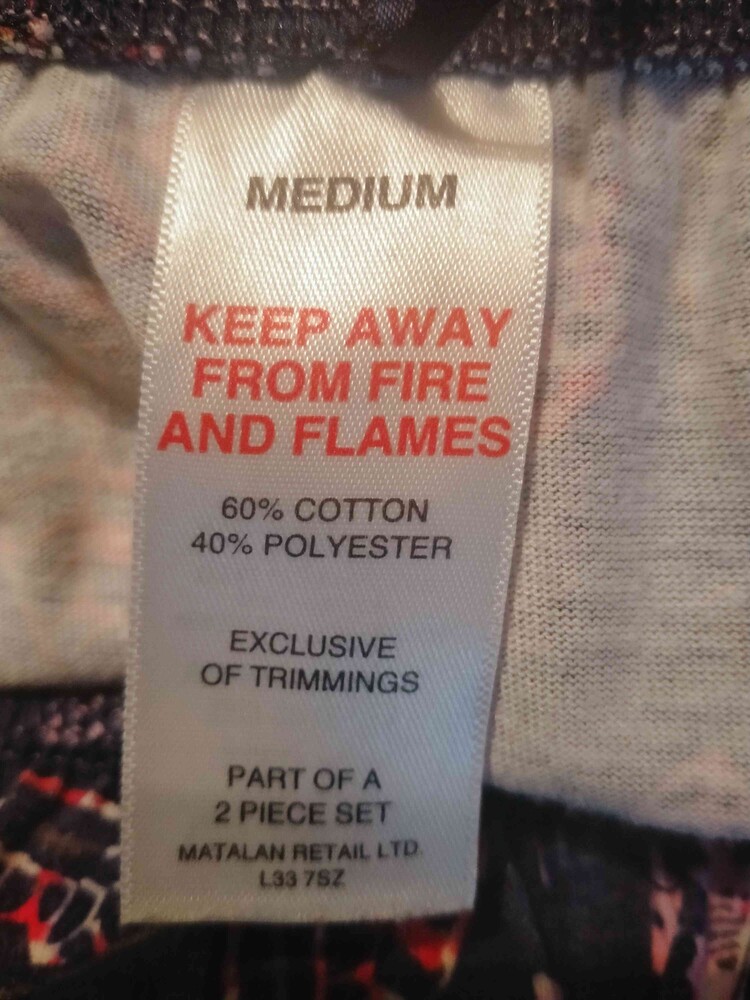 MEDIUM
KEEP AWAY
FROM FIRE
AND FLAMES
60% COTTON
40% POLYESTER
EXCLUSIVE
OF TRIMMINGS
PART OF A
2 PIECE SET
MATALAN RETAIL LTD.
L33 7SZ